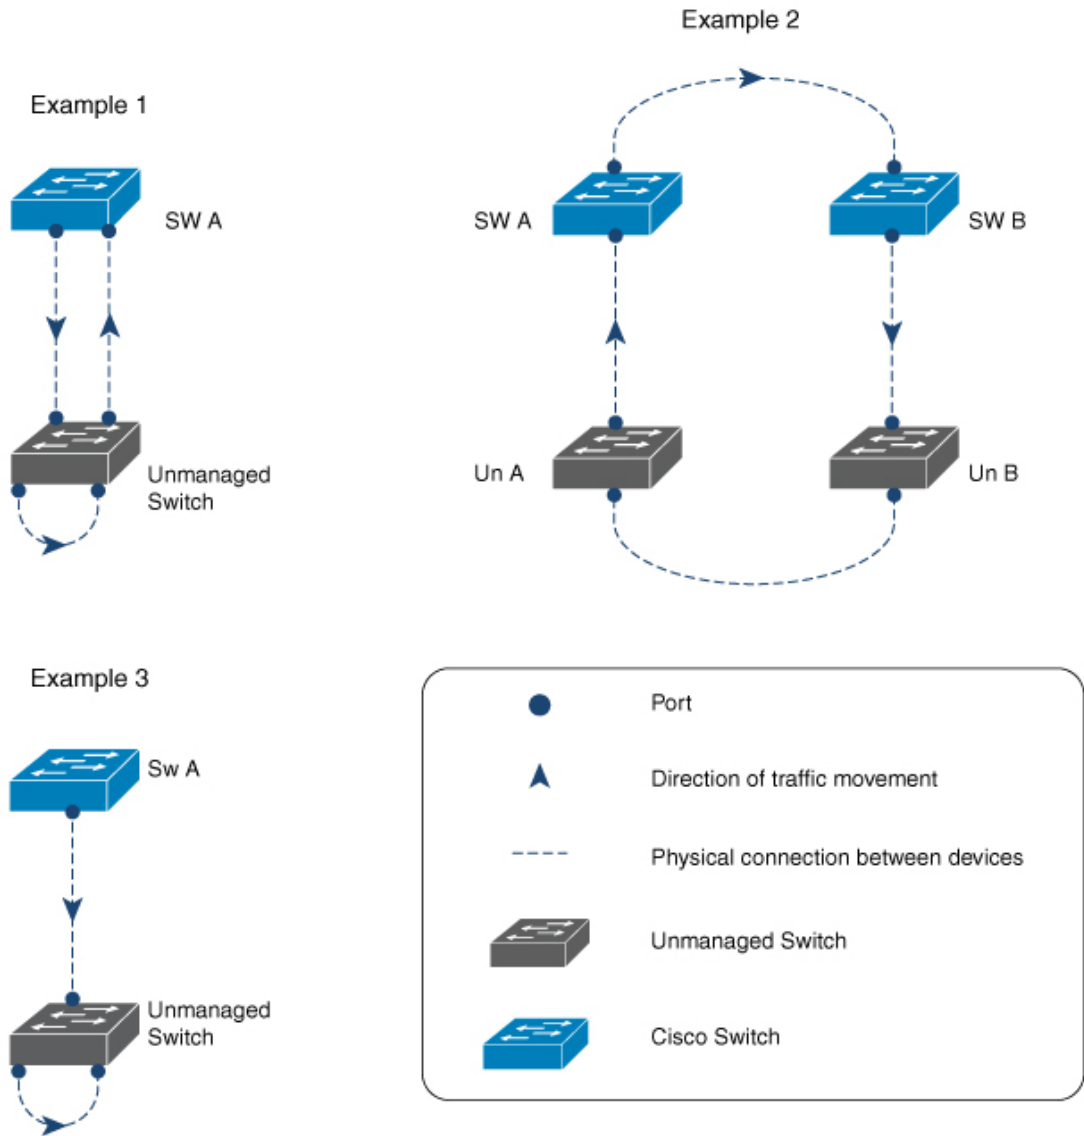 Example 1
SW A
Unmanaged
Switch
Example 2
SW A
SW B
Un A
Un B
Example 3
Sw A
Unmanaged
Switch
Port
Direction of traffic movement
Physical connection between devices
Unmanaged Switch
Cisco Switch